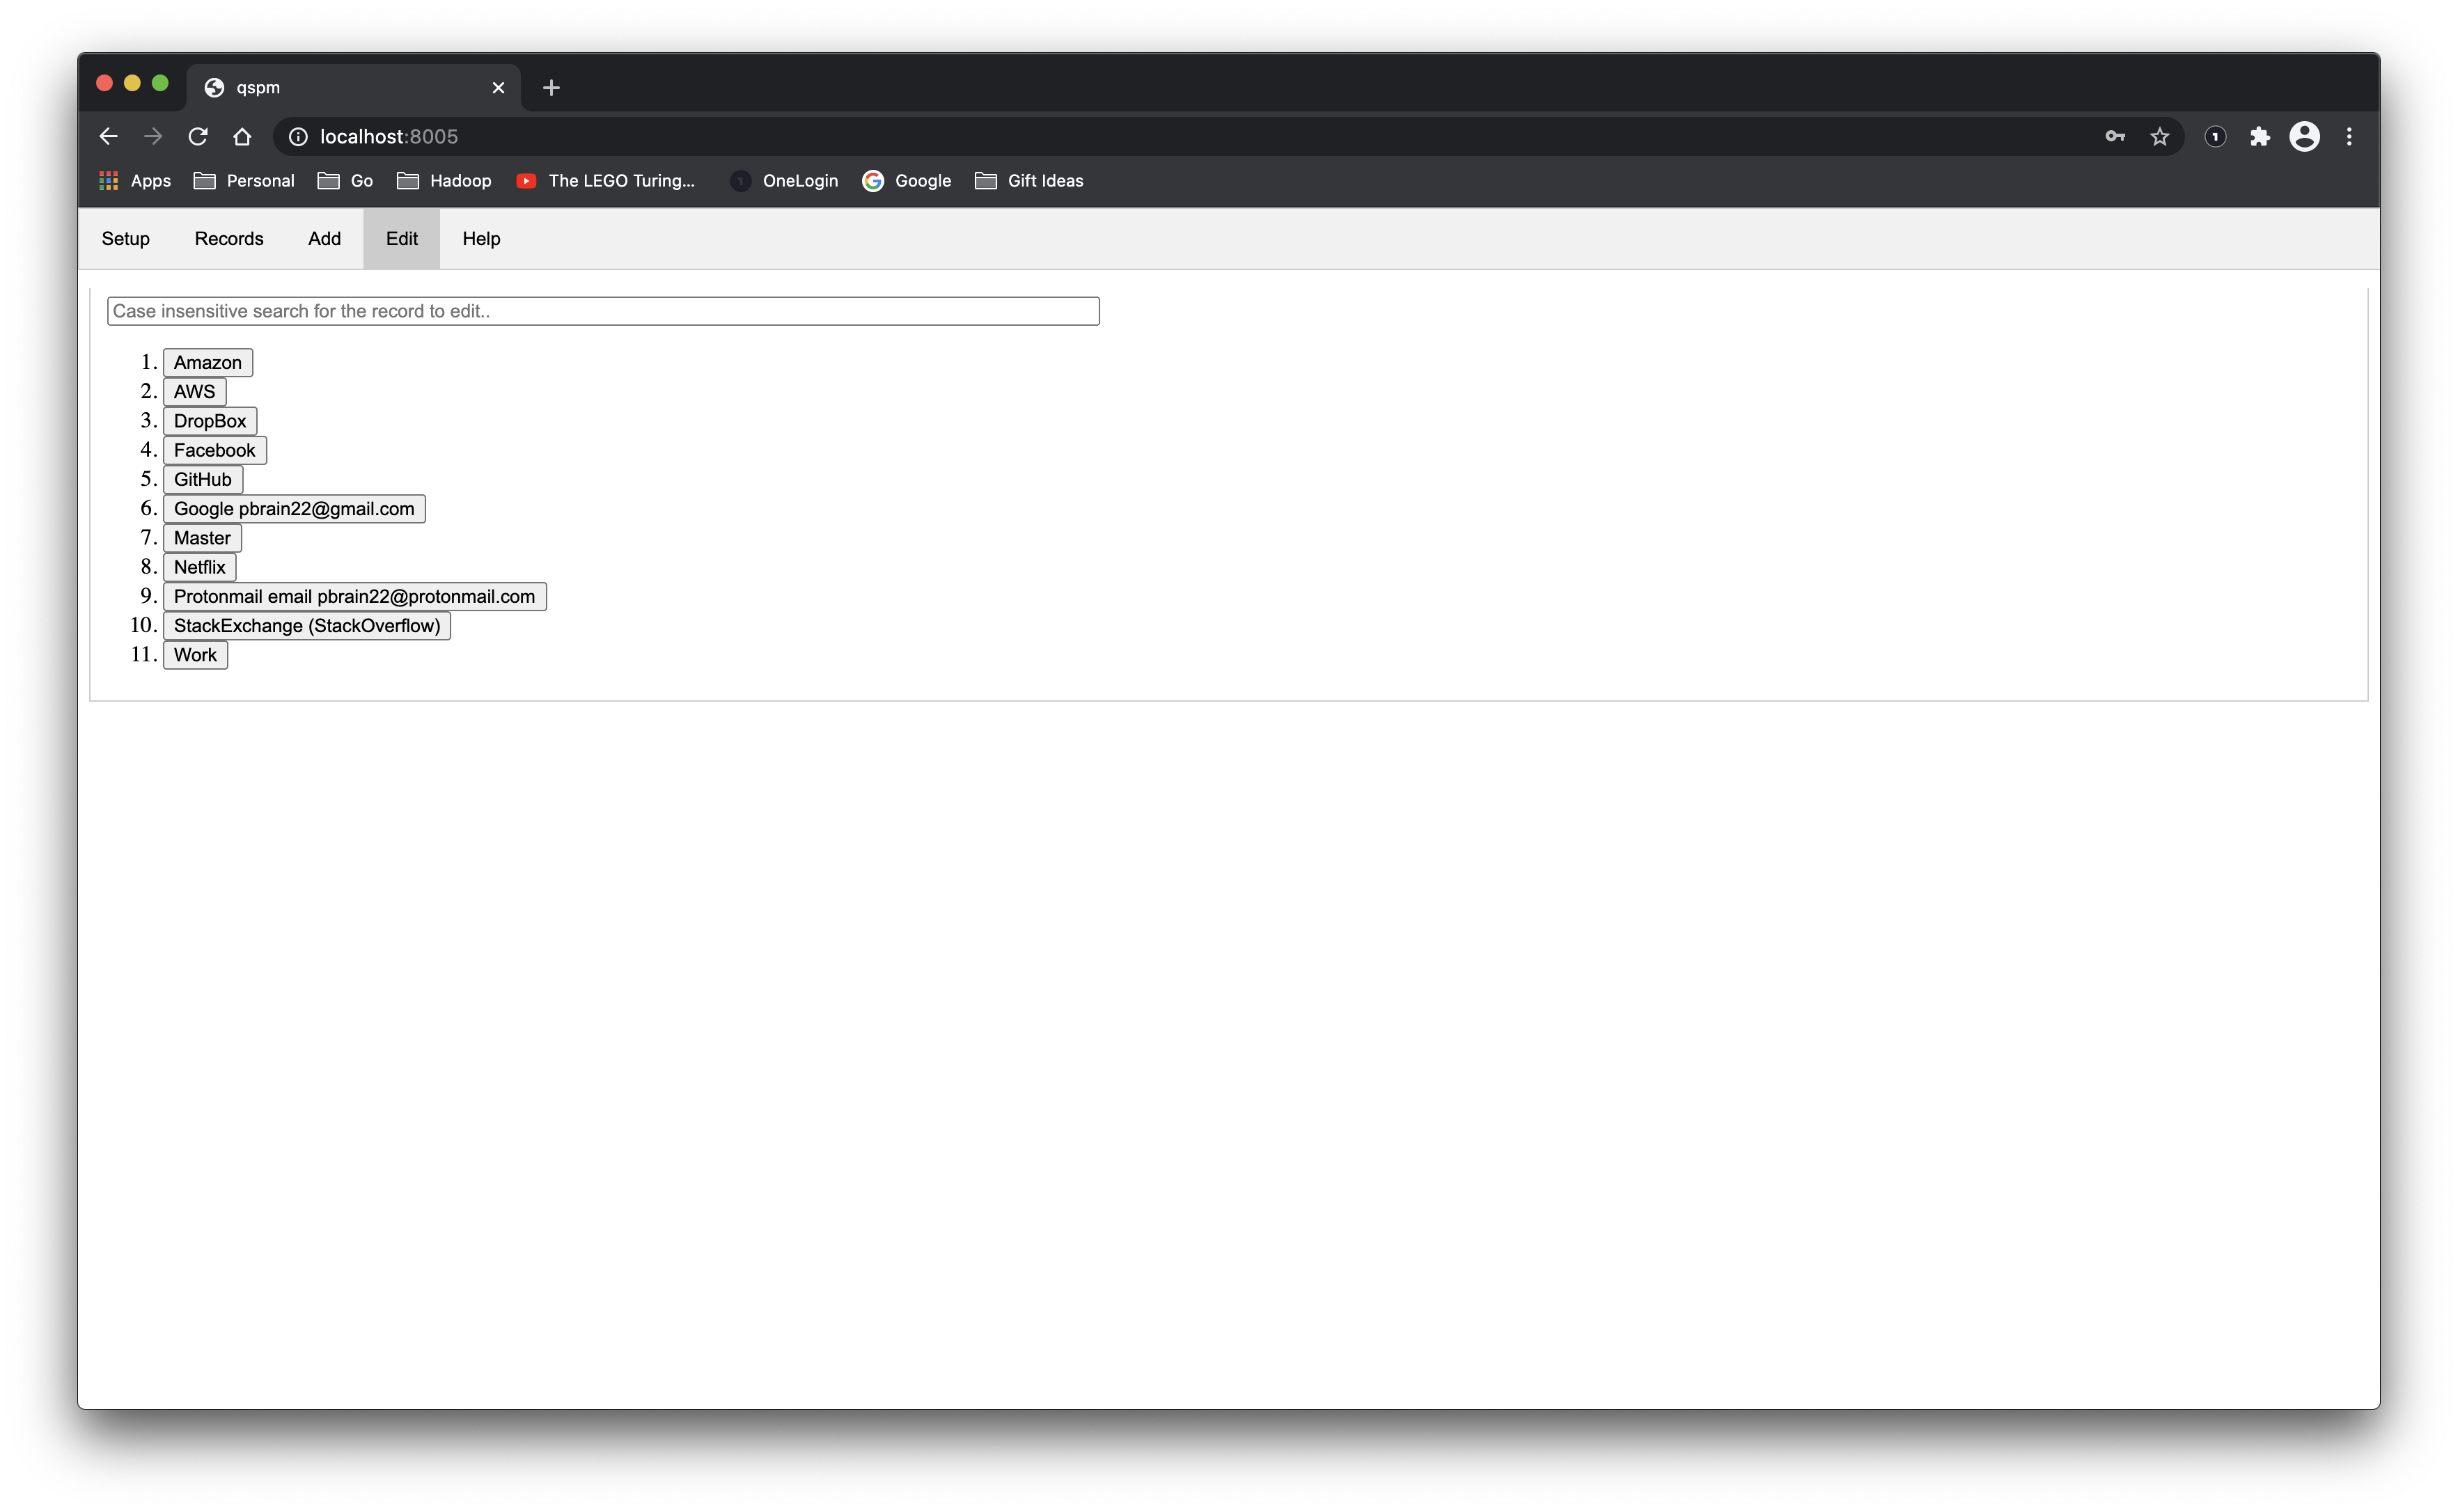 qspm
localhost:8005
Apps Personal Go Hadoop The LEGO Turing... OneLogin Google Gift Ideas
Setup Records Add Edit Help
Case insensitive search for the record to edit..
1. Amazon
2. AWS
3. DropBox
4. Facebook
5. GitHub
6. Google pbrain22@gmail.com
7. Master
8. Netflix
9. Protonmail email pbrain22@protonmail.com
10. StackExchange (StackOverflow)
11. Work